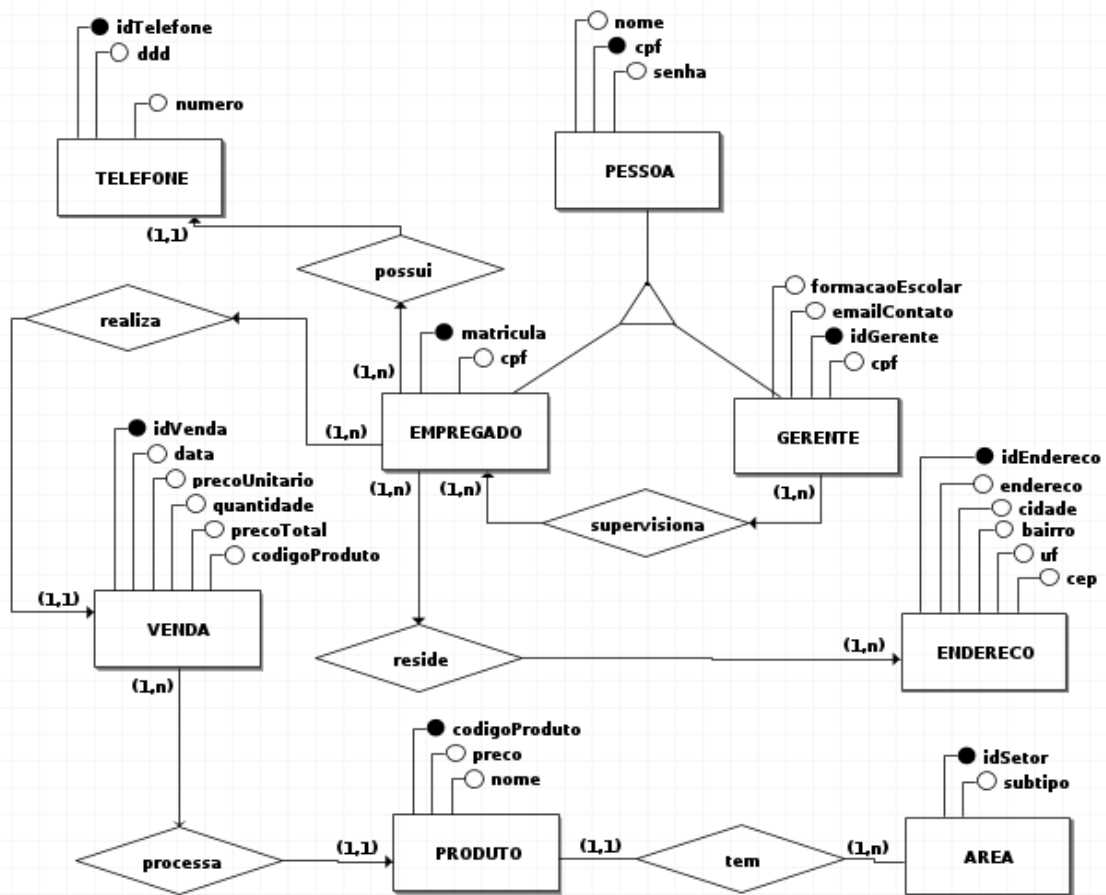 idTelefone
ddd
numero
TELEFONE
(1,1)
nome
cpf
senha
PESSOA
possui
realiza
(1,n)
matricula
cpf
EMPREGADO
(1,n)
(1,n)
(1,n)
formacaoEscolar
emailContato
idGerente
cpf
GERENTE
(1,n)
supervisiona
idVenda
data
precoUnitario
quantidade
precoTotal
codigoProduto
(1,1)
VENDA
(1,n)
idEndereco
endereco
cidade
bairro
uf
cep
reside
(1,n)
ENDERECO
codigoProduto
preco
nome
idSetor
subtipo
processa
(1,1)
PRODUTO
(1,1)
tem
(1,n)
AREA